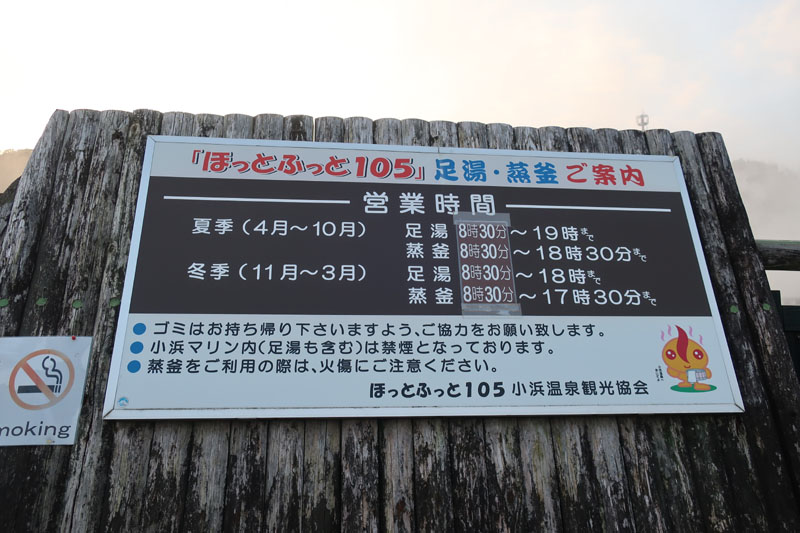 「ほっとふっと105」足湯・蒸釜ご案内
営業時間
夏季（4月～10月） 足湯 8時30分～19時まで
蒸釜 8時30分～18時30分まで
冬季（11月～3月） 足湯 8時30分～18時まで
蒸釜 8時30分～17時30分まで
●ゴミはお持ち帰り下さいますよう、ご協力をお願い致します。
●小浜マリン内（足湯も含む）は禁煙となっております。
●蒸釜をご利用の際は、火傷にご注意ください。
ほっとふっと105 小浜温泉観光協会
moking